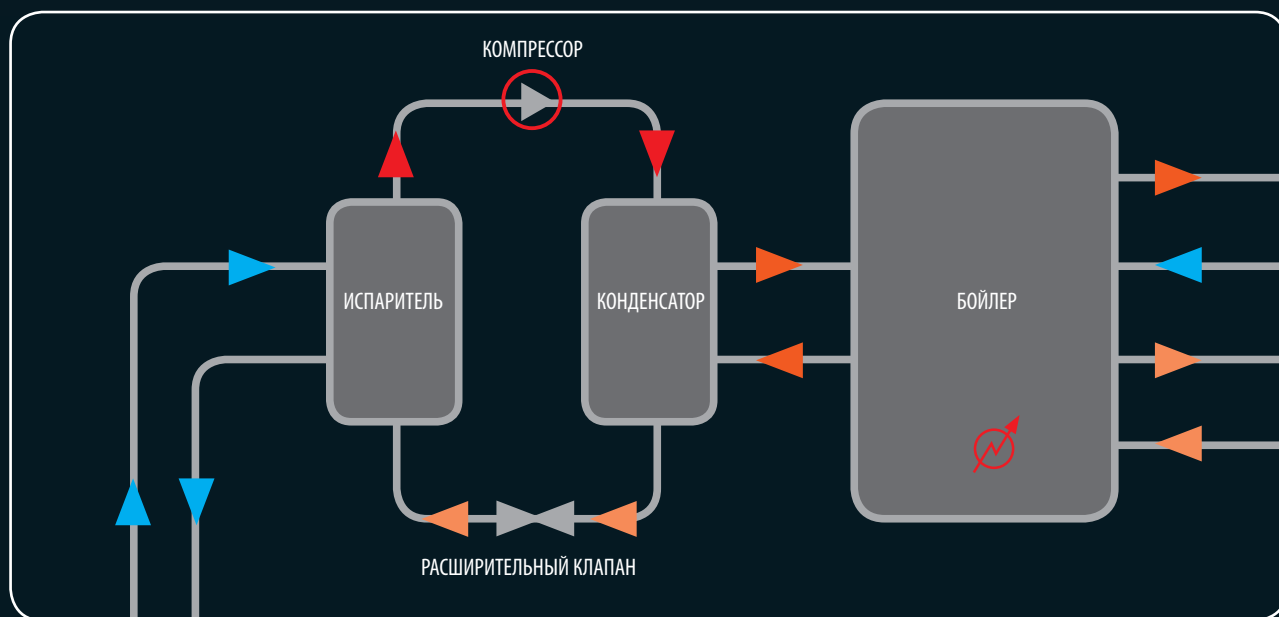 КОМПРЕССОР
ИСПАРИТЕЛЬ
КОНДЕНСАТОР
БОЙЛЕР
РАСШИРИТЕЛЬНЫЙ КЛАПАН